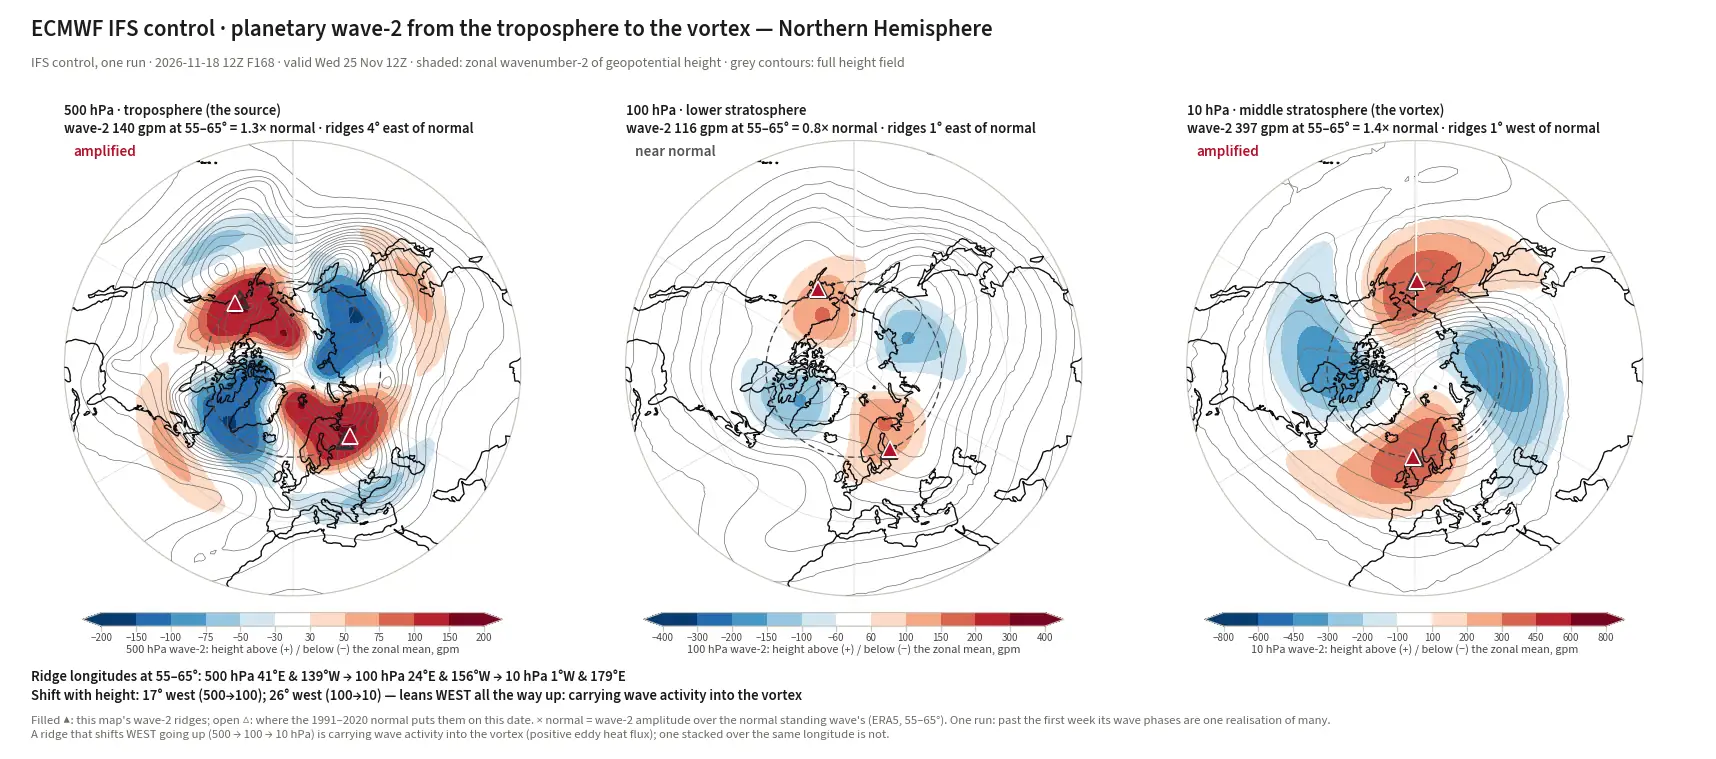 ECMWF IFS control · planetary wave-2 from the troposphere to the vortex — Northern Hemisphere
IFS control, one run · 2026-11-18 12Z F168 · valid Wed 25 Nov 12Z · shaded: zonal wavenumber-2 of geopotential height · grey contours: full height field
500 hPa · troposphere (the source)
wave-2 140 gpm at 55–65° = 1.3× normal · ridges 4° east of normal
amplified
100 hPa · lower stratosphere
wave-2 116 gpm at 55–65° = 0.8× normal · ridges 1° east of normal
near normal
10 hPa · middle stratosphere (the vortex)
wave-2 397 gpm at 55–65° = 1.4× normal · ridges 1° west of normal
amplified
−200 −150 −100 −75 −50 −30 30 50 75 100 150 200
500 hPa wave-2: height above (+) / below (−) the zonal mean, gpm
−400 −300 −200 −150 −100 −60 60 100 150 200 300 400
100 hPa wave-2: height above (+) / below (−) the zonal mean, gpm
−800 −600 −450 −300 −200 −100 100 200 300 450 600 800
10 hPa wave-2: height above (+) / below (−) the zonal mean, gpm
Ridge longitudes at 55–65°: 500 hPa 41°E & 139°W → 100 hPa 24°E & 156°W → 10 hPa 1°W & 179°E
Shift with height: 17° west (500→100); 26° west (100→10) — leans WEST all the way up: carrying wave activity into the vortex
Filled ▲: this map's wave-2 ridges; open △: where the 1991–2020 normal puts them on this date. × normal = wave-2 amplitude over the normal standing wave's (ERA5, 55–65°). One run: past the first week its wave phases are one realisation of many.
A ridge that shifts WEST going up (500 → 100 → 10 hPa) is carrying wave activity into the vortex (positive eddy heat flux); one stacked over the same longitude is not.